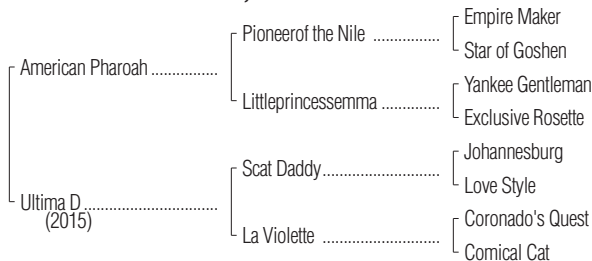 Empire Maker
Pioneerof the Nile ................
Star of Goshen
American Pharoah ................
Yankee Gentleman
Littleprincessemma ..............
Exclusive Rosette
Johannesburg
Scat Daddy............................
Love Style
Ultima D................................
(2015)
Coronado's Quest
La Violette ............................
Comical Cat